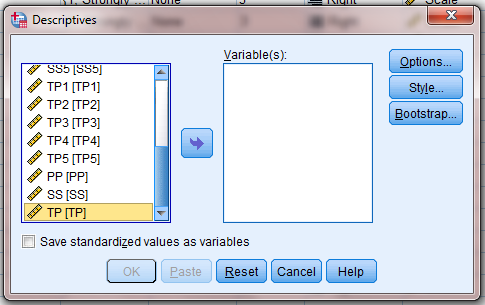 Descriptives
Variable(s):
SS5 [SS5]
TP1 [TP1]
TP2 [TP2]
TP3 [TP3]
TP4 [TP4]
TP5 [TP5]
PP [PP]
SS [SS]
TP [TP]
Options...
Style...
Bootstrap...
Save standardized values as variables
OK Paste Reset Cancel Help